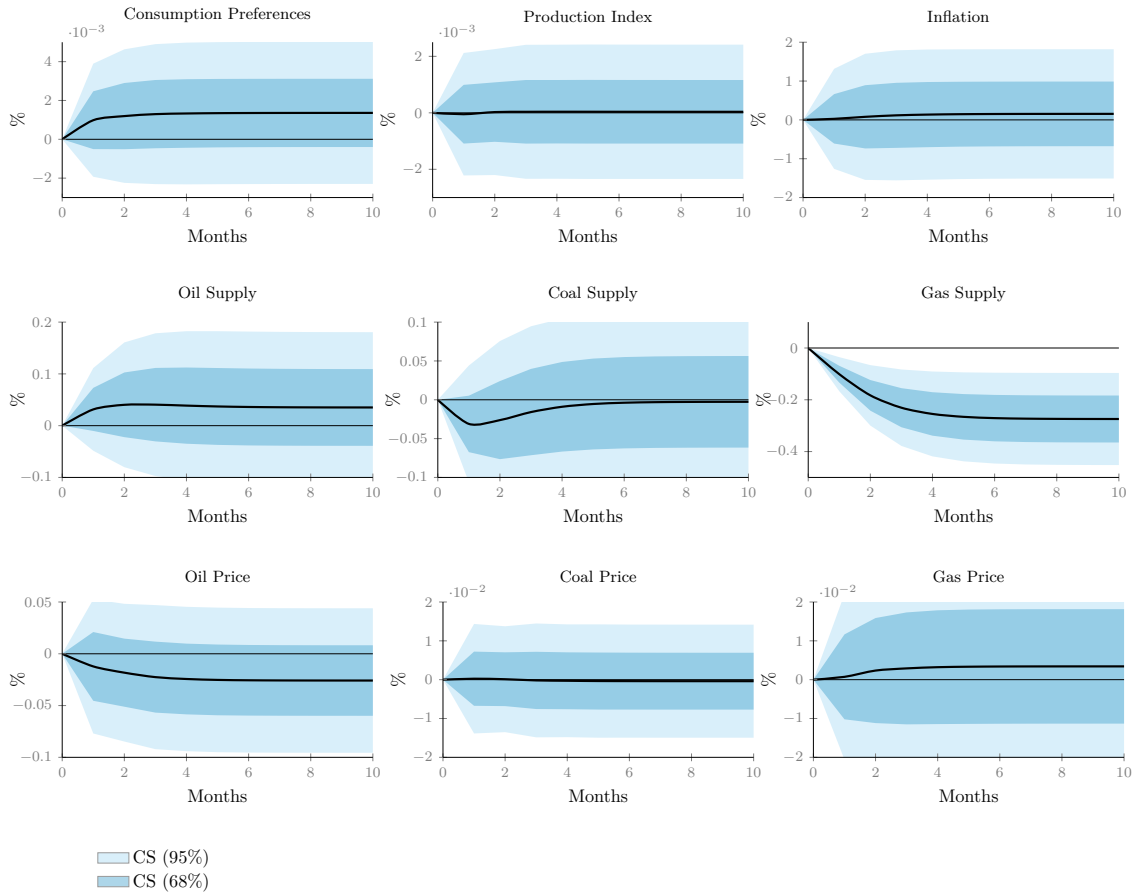 Consumption Preferences
·10⁻³
%
4
2
0
−2
0 2 4 6 8 10
Months
Production Index
·10⁻³
%
2
0
−2
0 2 4 6 8 10
Months
Inflation
%
2
1
0
−1
−2
0 2 4 6 8 10
Months
Oil Supply
%
0.2
0.1
0
−0.1
0 2 4 6 8 10
Months
Coal Supply
%
0.1
0.05
0
−0.05
−0.1
0 2 4 6 8 10
Months
Gas Supply
%
0
−0.2
−0.4
0 2 4 6 8 10
Months
Oil Price
%
0.05
0
−0.05
−0.1
0 2 4 6 8 10
Months
Coal Price
·10⁻²
%
2
1
0
−1
−2
0 2 4 6 8 10
Months
Gas Price
·10⁻²
%
2
1
0
−1
−2
0 2 4 6 8 10
Months
CS (95%)
CS (68%)